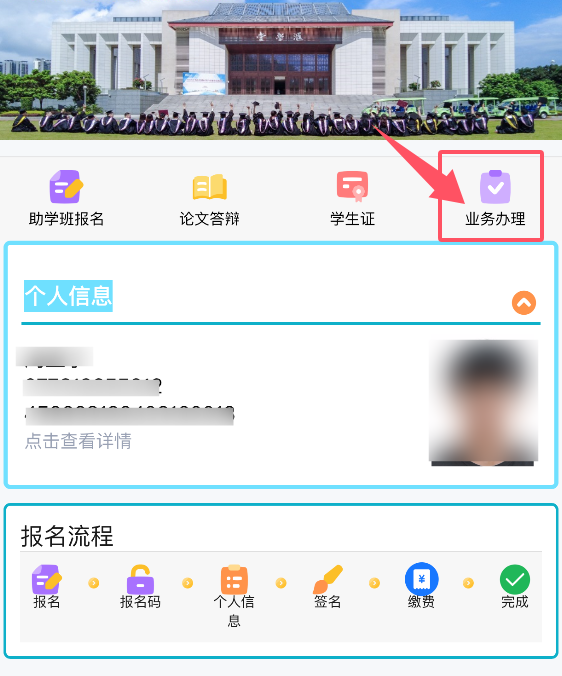 助学班报名
论文答辩
学生证
业务办理
个人信息
点击查看详情
报名流程
报名
报名码
个人信
息
签名
缴费
完成